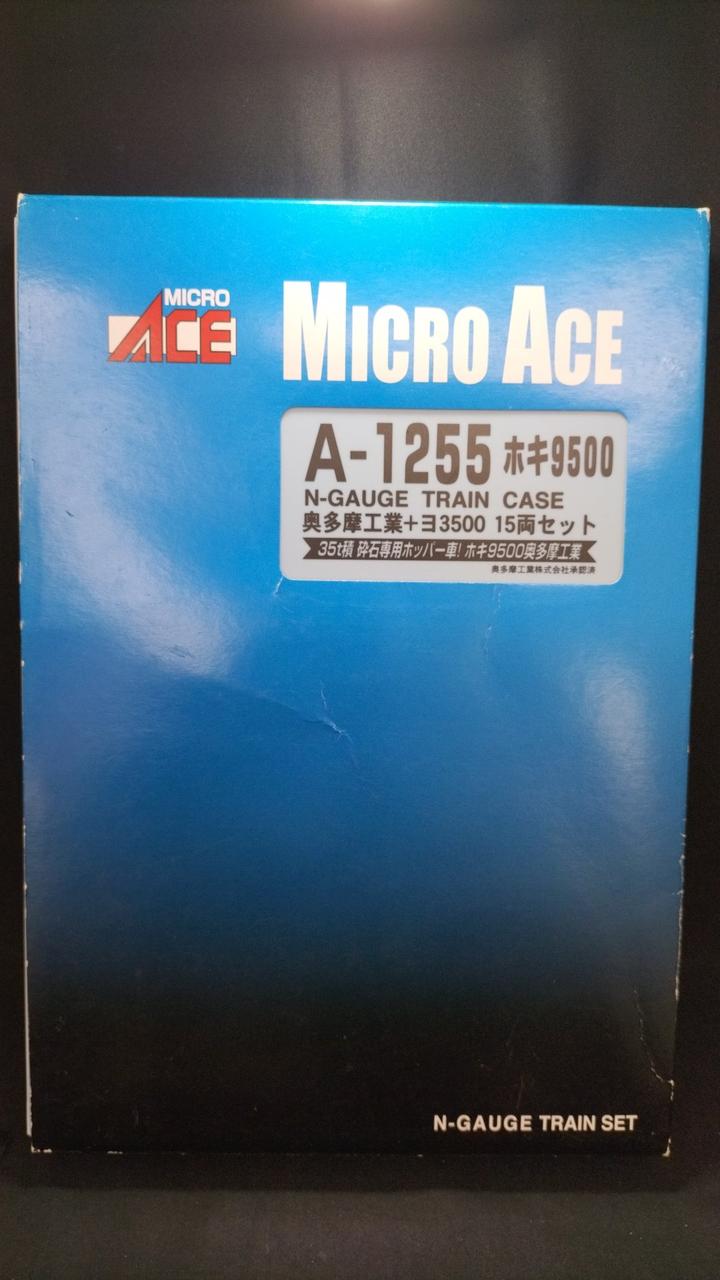 MICRO
ACE
MICRO ACE
A-1255 ホキ9500
N-GAUGE TRAIN CASE
奥多摩工業+ヨ3500 15両セット
35t積 砕石専用ホッパー車! ホキ9500奥多摩工業
奥多摩工業株式会社承認済
N-GAUGE TRAIN SET